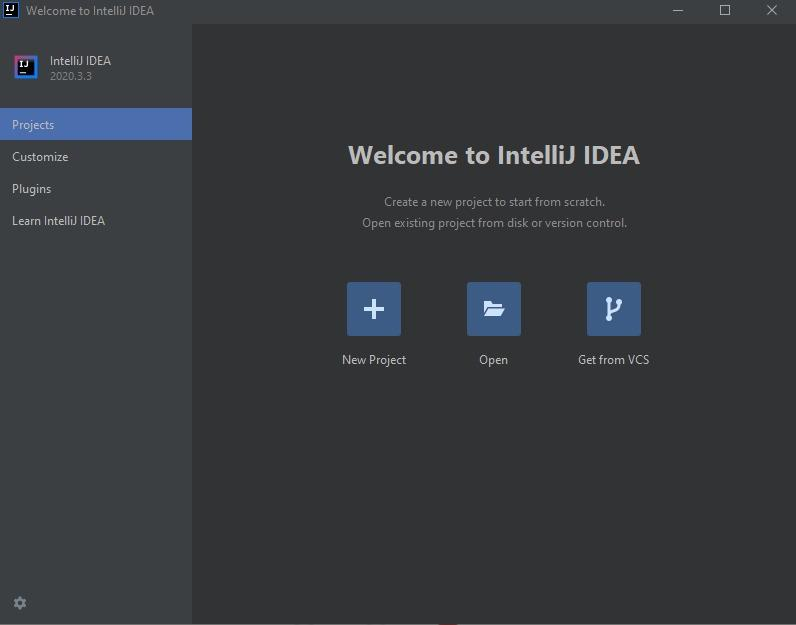 Welcome to IntelliJ IDEA
IntelliJ IDEA
2020.3.3
Projects
Customize
Plugins
Learn IntelliJ IDEA
Welcome to IntelliJ IDEA
Create a new project to start from scratch.
Open existing project from disk or version control.
New Project
Open
Get from VCS